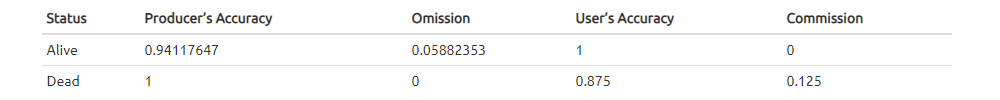 Status Producer's Accuracy Omission User's Accuracy Commission
Alive 0.94117647 0.05882353 1 0
Dead 1 0 0.875 0.125